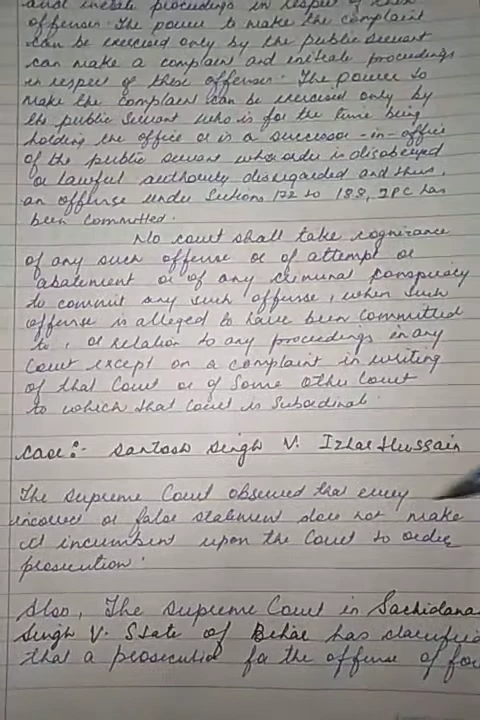 and initiate proceedings in respect of these
offenses. The power to make the complaint
can be exercised only by the public servant
can make a complaint and initiate proceedings
in respect of these offenses. The power to
make the complaint can be exercised only by
the public servant who is for the time being
holding the office or is a successor-in-office
of the public servant whose order is disobeyed
or lawful authority disregarded and thus,
an offense under Sections 172 to 188, IPC has
been committed.
No court shall take cognizance
of any such offense or of attempt or
abatement or of any criminal conspiracy
to commit any such offense, when such
offense is alleged to have been committed
to, or relation to any proceedings in any
Court except on a complaint in writing
of that Court or of some other Court
to which that Court is Subordinate.
Case:- Santosh Singh V. Izhar Hussain
The Supreme Court observed that every
incorrect or false statement does not make
it incumbent upon the Court to order
prosecution.
Also, The Supreme Court in Sachidana
Singh V. State of Bihar has clarified
that a prosecution for the offense of for